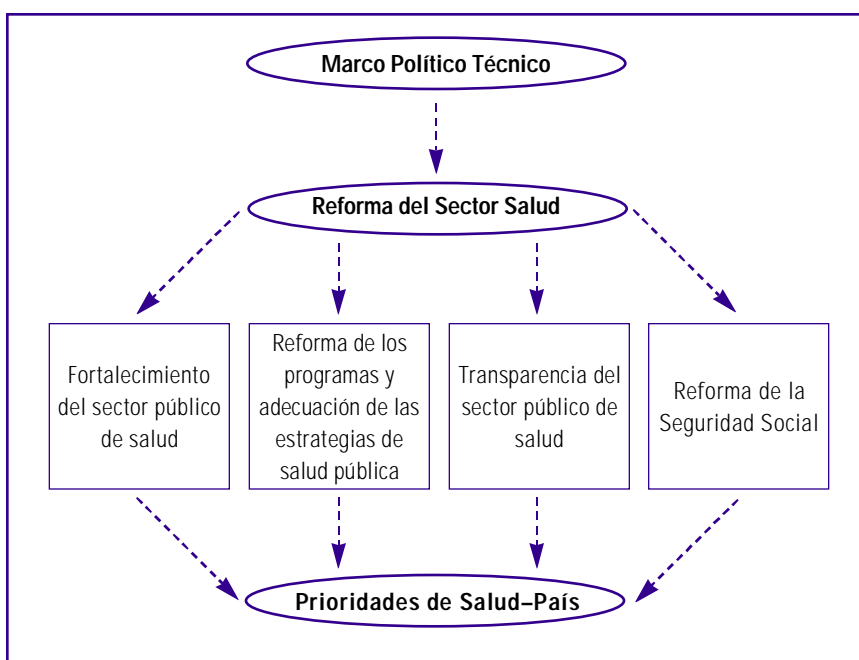 Marco Político Técnico
Reforma del Sector Salud
Fortalecimiento
del sector público
de salud
Reforma de los
programas y
adecuación de las
estrategias de
salud pública
Transparencia del
sector público de
salud
Reforma de la
Seguridad Social
Prioridades de Salud–País